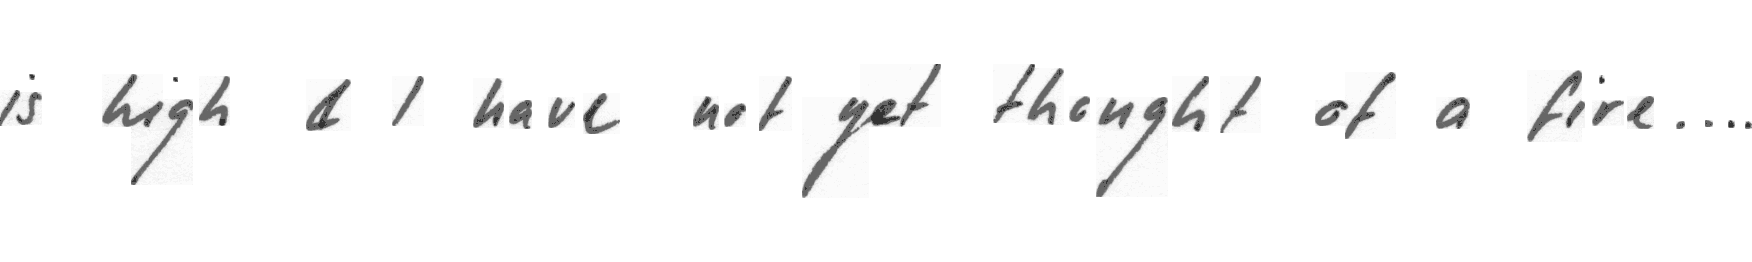 is high & I have not yet thought of a fire....